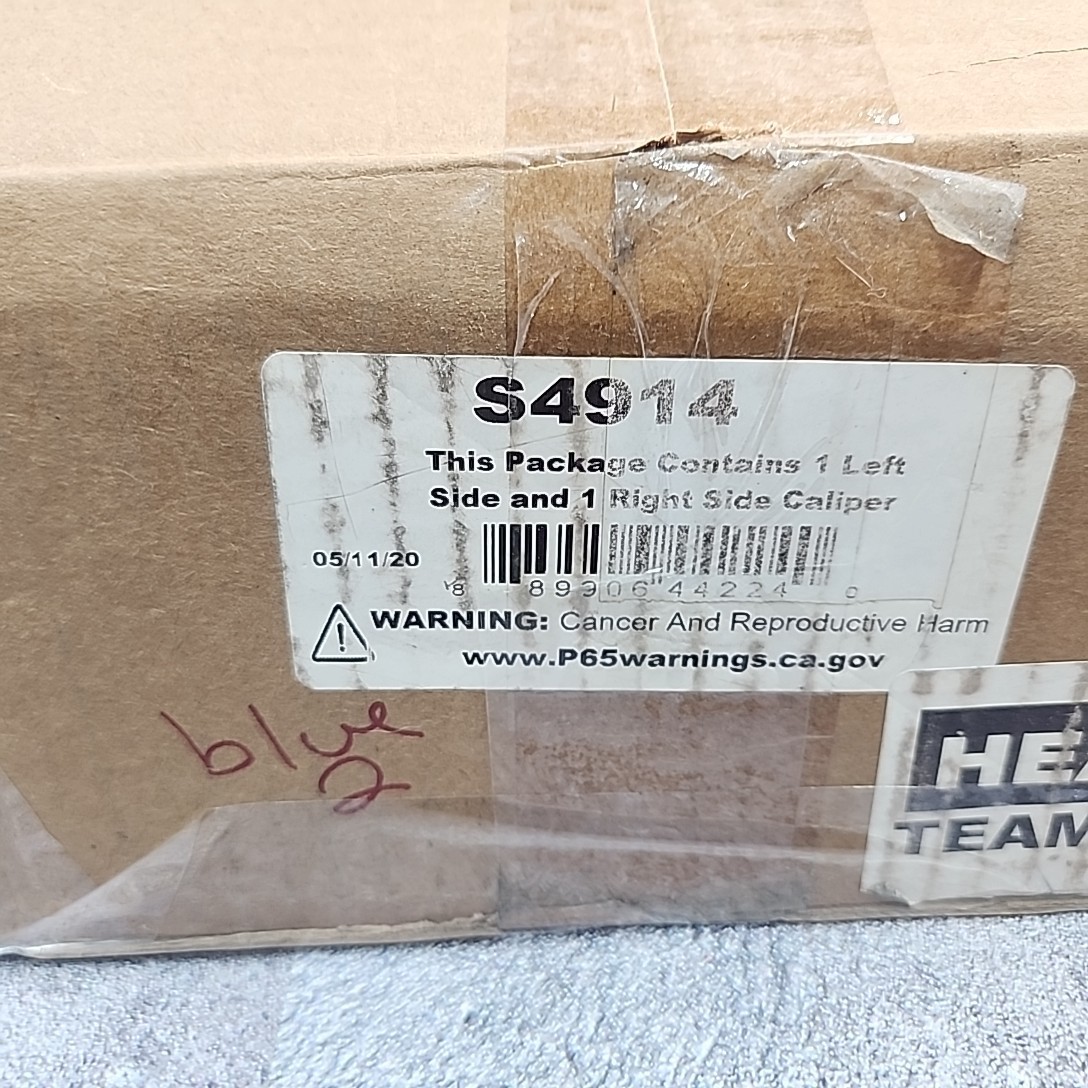 S4914
This Package Contains 1 Left
Side and 1 Right Side Caliper
05/11/20
8 89906 44224 0
WARNING: Cancer And Reproductive Harm
www.P65warnings.ca.gov
blue
2
TEAM